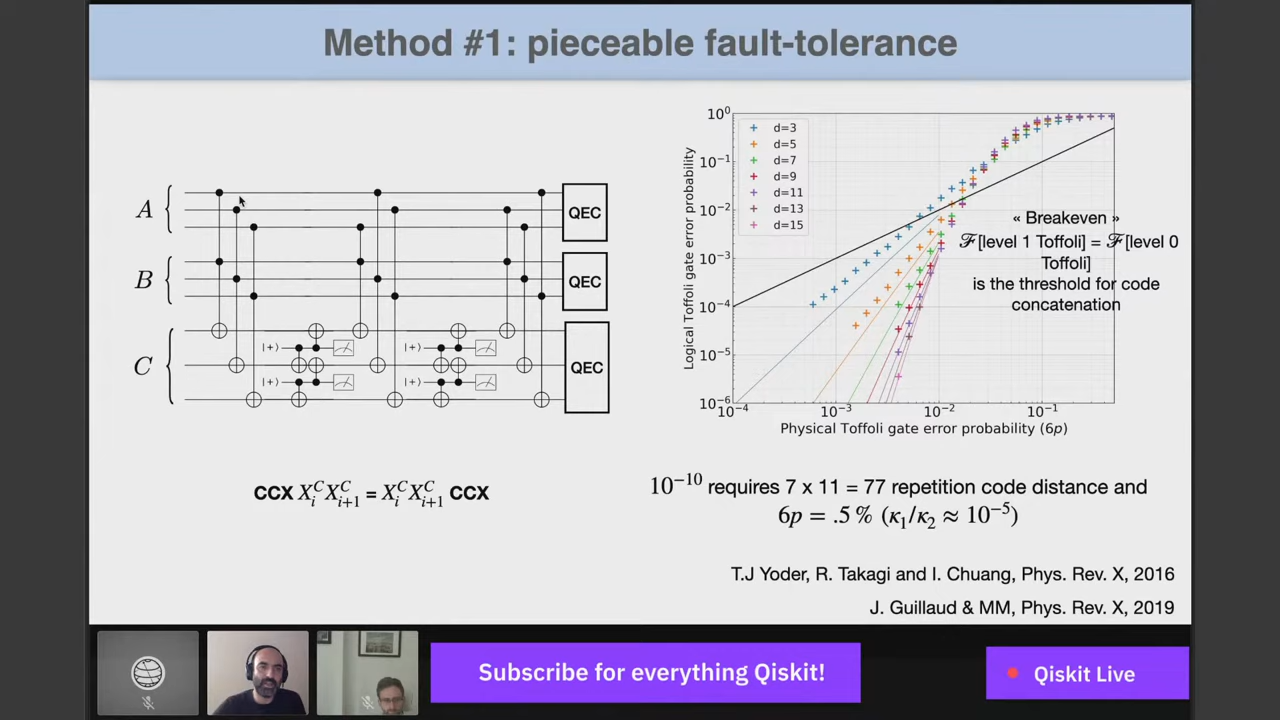 Method #1: pieceable fault-tolerance
A
B
C
|+⟩
|+⟩
|+⟩
|+⟩
QEC
QEC
QEC
CCX X_i^C X_{i+1}^C = X_i^C X_{i+1}^C CCX
Logical Toffoli gate error probability
10^0
10^{-1}
10^{-2}
10^{-3}
10^{-4}
10^{-5}
10^{-6}
d=3
d=5
d=7
d=9
d=11
d=13
d=15
10^{-4}
10^{-3}
10^{-2}
10^{-1}
Physical Toffoli gate error probability (6p)
« Breakeven »
ℱ[level 1 Toffoli] = ℱ[level 0
Toffoli]
is the threshold for code
concatenation
10^{-10} requires 7 x 11 = 77 repetition code distance and
6p = .5 % (κ_1/κ_2 ≈ 10^{-5})
T.J Yoder, R. Takagi and I. Chuang, Phys. Rev. X, 2016
J. Guillaud & MM, Phys. Rev. X, 2019
Subscribe for everything Qiskit!
Qiskit Live